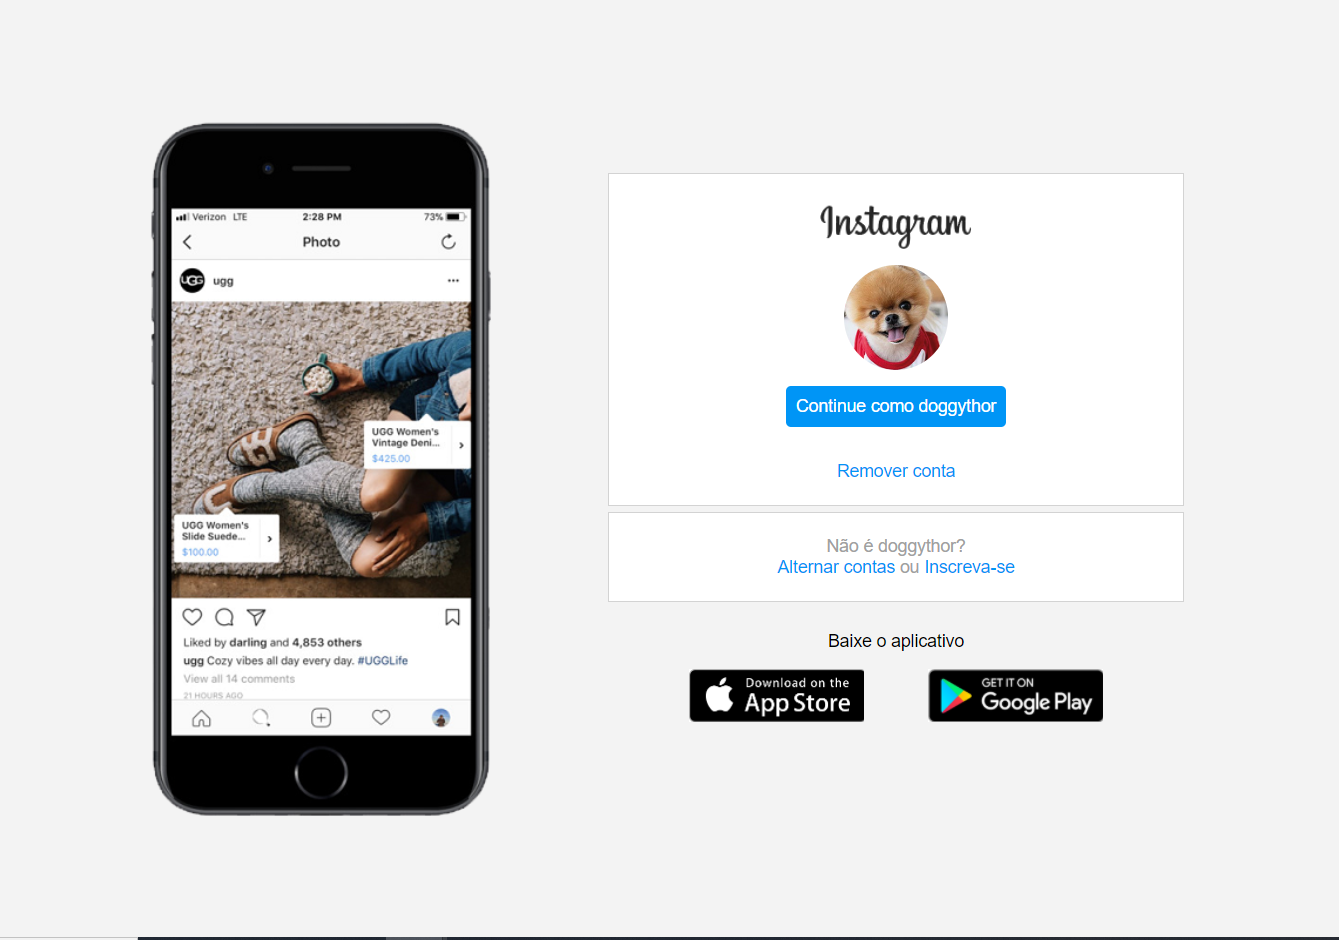 Verizon LTE 2:28 PM 73%
Photo
UGG ugg
UGG Women's
Vintage Deni...
$425.00
UGG Women's
Slide Suede...
$100.00
Liked by darling and 4,853 others
ugg Cozy vibes all day every day. #UGGLife
View all 14 comments
21 HOURS AGO
Instagram
Continue como doggythor
Remover conta
Não é doggythor?
Alternar contas ou Inscreva-se
Baixe o aplicativo
Download on the
App Store
GET IT ON
Google Play